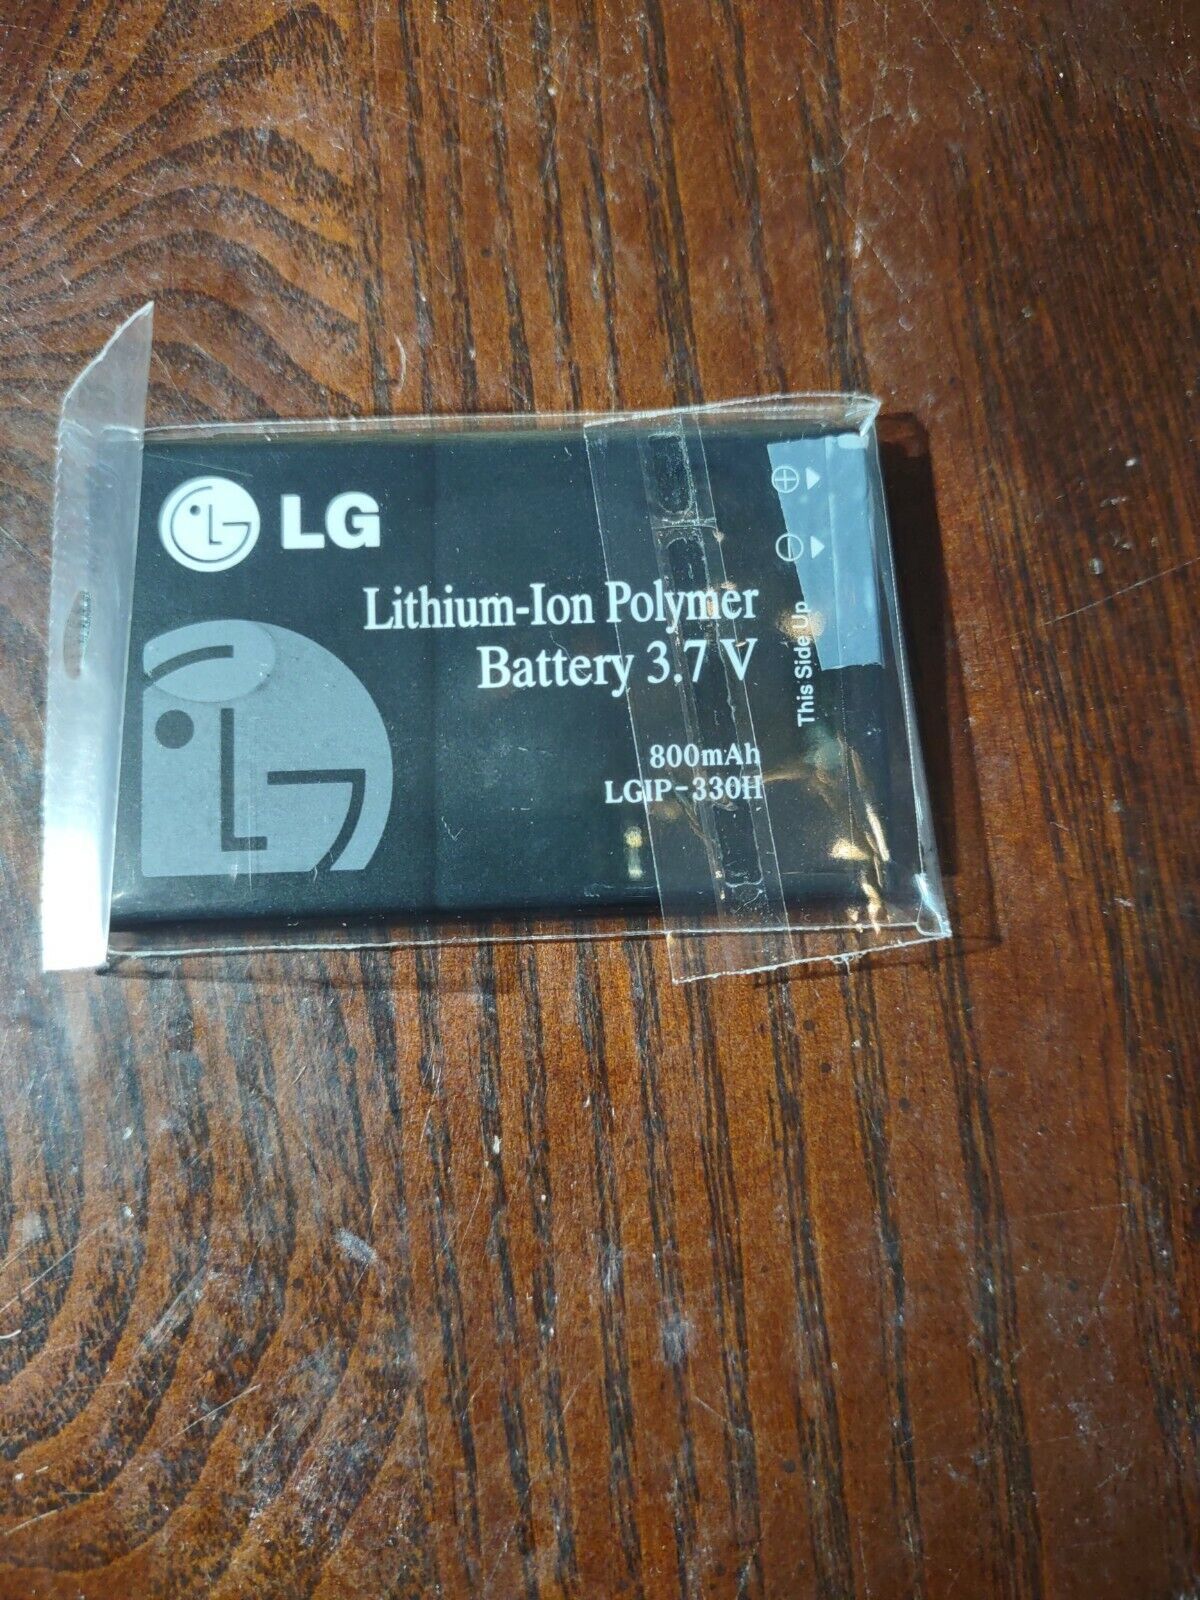 LG
Lithium-Ion Polymer
Battery 3.7 V
800mAh
LGIP-330H
This Side Up